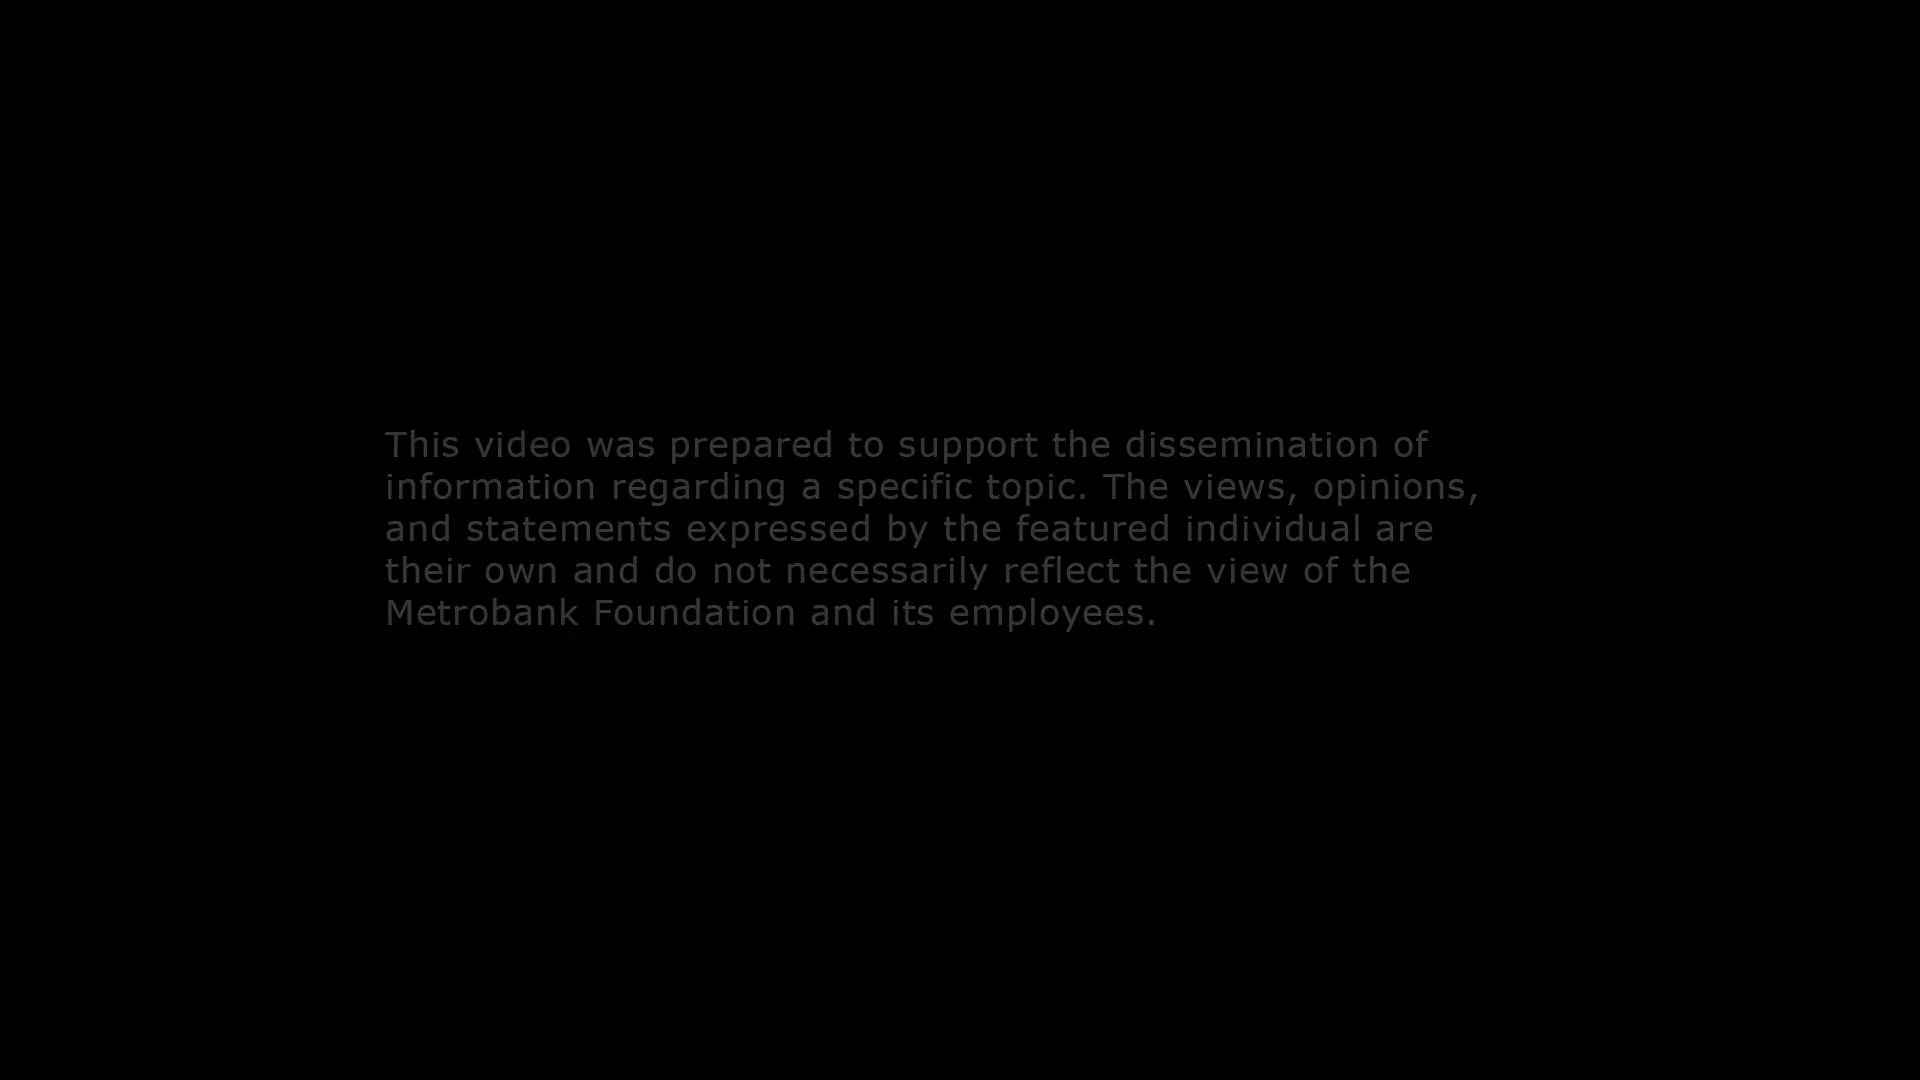 This video was prepared to support the dissemination of
information regarding a specific topic. The views, opinions,
and statements expressed by the featured individual are
their own and do not necessarily reflect the view of the
Metrobank Foundation and its employees.